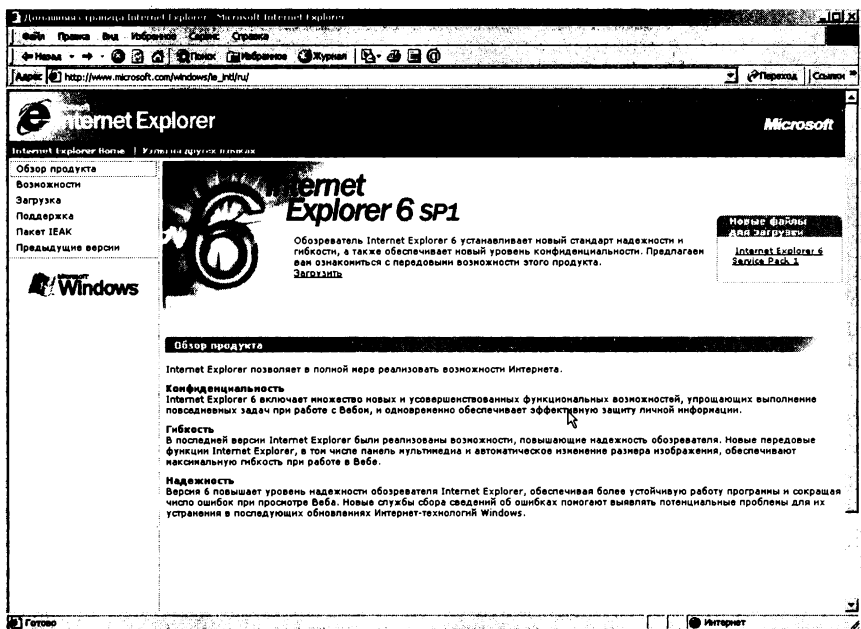 Домашняя страница Internet Explorer - Microsoft Internet Explorer
Файл Правка Вид Избранное Сервис Справка
Назад Поиск Избранное Журнал
Адрес http://www.microsoft.com/windows/ie_intl/ru/ Переход Ссылки »
Internet Explorer
Microsoft
Internet Explorer Home | Узлы на других языках
Обзор продукта
Возможности
Загрузка
Поддержка
Пакет IEAK
Предыдущие версии
Microsoft
Windows
Internet
Explorer 6 SP1
Обозреватель Internet Explorer 6 устанавливает новый стандарт надежности и
гибкости, а также обеспечивает новый уровень конфиденциальности. Предлагаем
вам ознакомиться с передовыми возможности этого продукта.
Загрузить
Новые файлы
для загрузки
Internet Explorer 6
Service Pack 1
Обзор продукта
Internet Explorer позволяет в полной мере реализовать возможности Интернета.
Конфиденциальность
Internet Explorer 6 включает множество новых и усовершенствованных функциональных возможностей, упрощающих выполнение
повседневных задач при работе с Вебом, и одновременно обеспечивает эффективную защиту личной информации.
Гибкость
В последней версии Internet Explorer были реализованы возможности, повышающие надежность обозревателя. Новые передовые
функции Internet Explorer, в том числе панель мультимедиа и автоматическое изменение размера изображения, обеспечивают
максимальную гибкость при работе в Вебе.
Надежность
Версия 6 повышает уровень надежности обозревателя Internet Explorer, обеспечивая более устойчивую работу программы и сокращая
число ошибок при просмотре Веба. Новые службы сбора сведений об ошибках помогают выявлять потенциальные проблемы для их
устранения в последующих обновлениях Интернет-технологий Windows.
Готово
Интернет